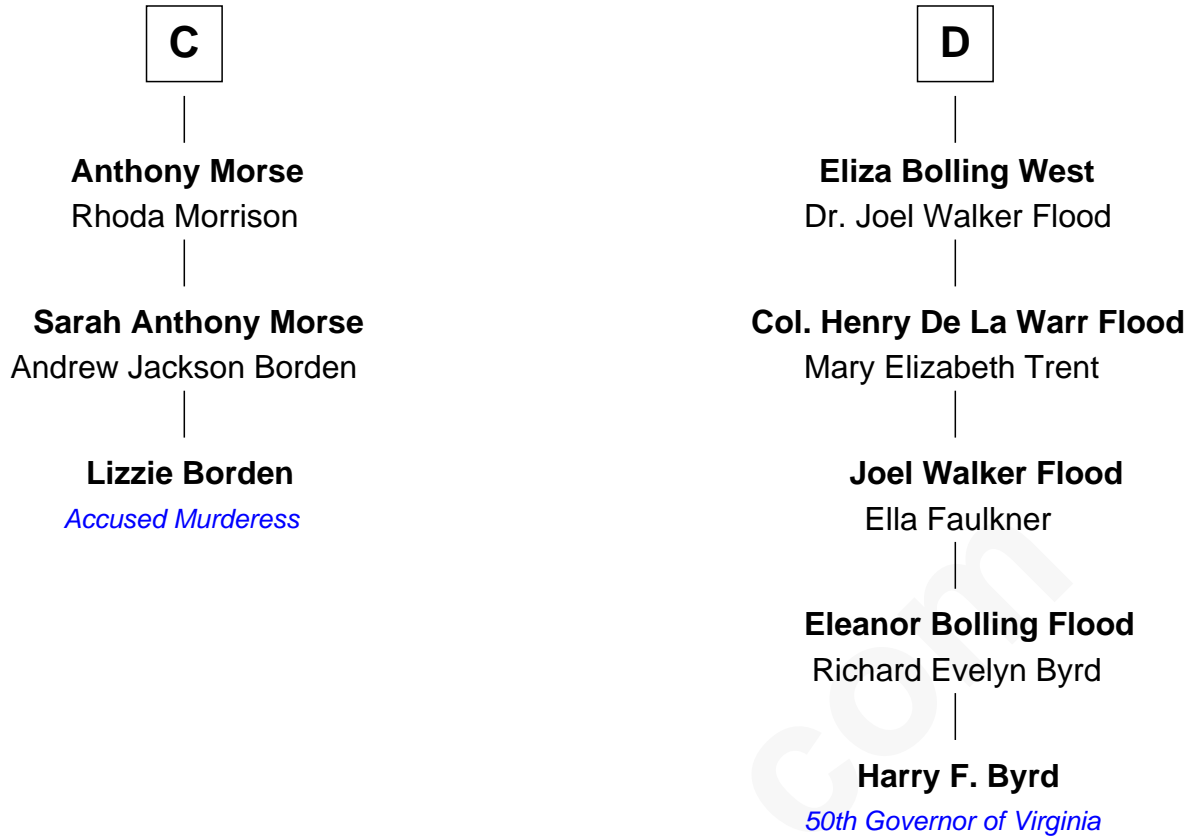 C
Anthony Morse
Rhoda Morrison
Sarah Anthony Morse
Andrew Jackson Borden
Lizzie Borden
Accused Murderess
D
Eliza Bolling West
Dr. Joel Walker Flood
Col. Henry De La Warr Flood
Mary Elizabeth Trent
Joel Walker Flood
Ella Faulkner
Eleanor Bolling Flood
Richard Evelyn Byrd
Harry F. Byrd
50th Governor of Virginia
com